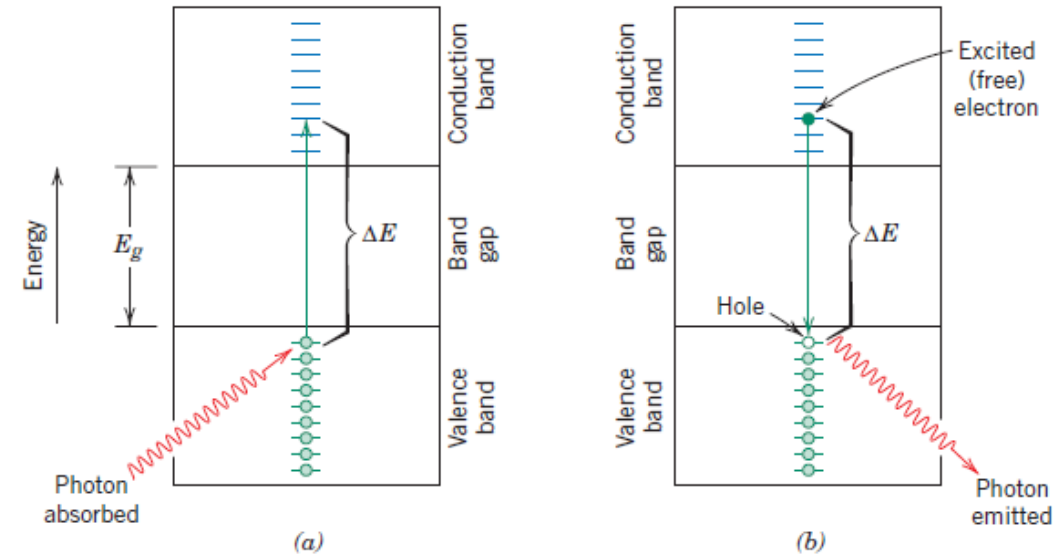 Energy
E_g
Conduction
band
Band
gap
Valence
band
ΔE
Photon
absorbed
(a)
Conduction
band
Band
gap
Valence
band
Excited
(free)
electron
ΔE
Hole
Photon
emitted
(b)